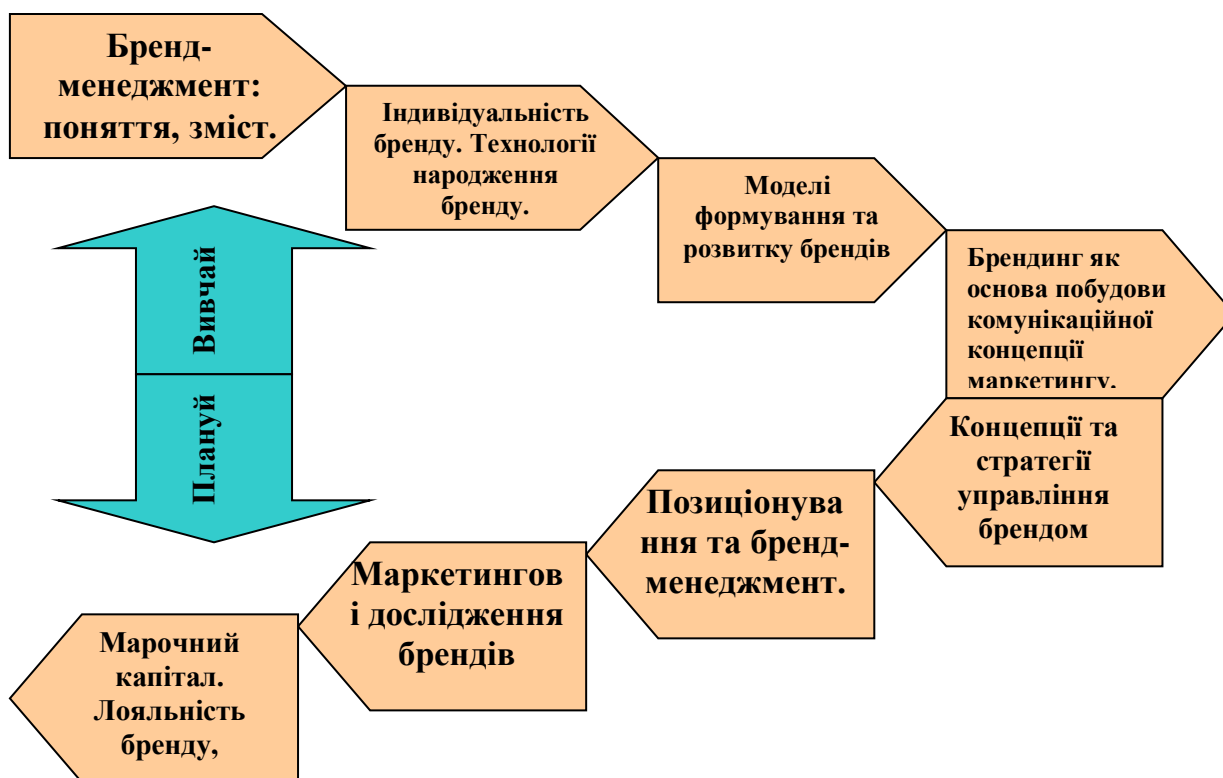 Бренд-
менеджмент:
поняття, зміст.
Індивідуальність
бренду. Технології
народження
бренду.
Моделі
формування та
розвитку брендів
Брендинг як
основа побудови
комунікаційної
концепції
маркетингу.
Вивчай
Плануй
Концепції та
стратегії
управління
брендом
Позиціонува
ння та бренд-
менеджмент.
Маркетингов
і дослідження
брендів
Марочний
капітал.
Лояльність
бренду,